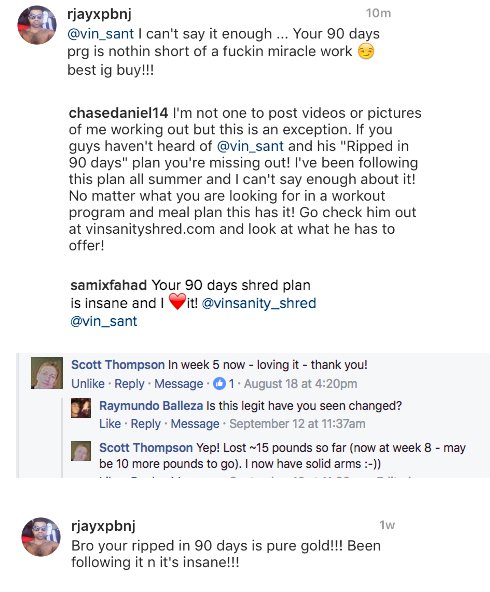 rjayxpbnj 10m
@vin_sant I can't say it enough ... Your 90 days
prg is nothin short of a fuckin miracle work 😏
best ig buy!!!
chasedaniel14 I'm not one to post videos or pictures
of me working out but this is an exception. If you
guys haven't heard of @vin_sant and his "Ripped in
90 days" plan you're missing out! I've been following
this plan all summer and I can't say enough about it!
No matter what you are looking for in a workout
program and meal plan this has it! Go check him out
at vinsanityshred.com and look at what he has to
offer!
samixfahad Your 90 days shred plan
is insane and I ❤️it! @vinsanity_shred
@vin_sant
Scott Thompson In week 5 now - loving it - thank you!
Unlike · Reply · Message · 1 · August 18 at 4:20pm
Raymundo Balleza Is this legit have you seen changed?
Like · Reply · Message · September 12 at 11:37am
Scott Thompson Yep! Lost ~15 pounds so far (now at week 8 - may
be 10 more pounds to go). I now have solid arms :-))
rjayxpbnj 1w
Bro your ripped in 90 days is pure gold!!! Been
following it n it's insane!!!